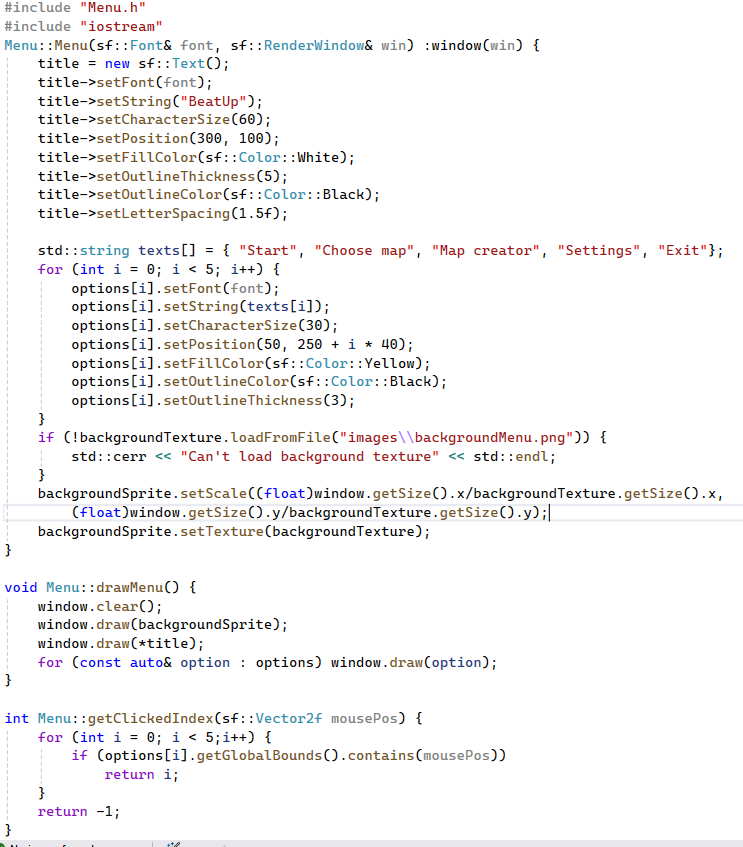 #include "Menu.h"
#include "iostream"
Menu::Menu(sf::Font& font, sf::RenderWindow& win) :window(win) {
    title = new sf::Text();
    title->setFont(font);
    title->setString("BeatUp");
    title->setCharacterSize(60);
    title->setPosition(300, 100);
    title->setFillColor(sf::Color::White);
    title->setOutlineThickness(5);
    title->setOutlineColor(sf::Color::Black);
    title->setLetterSpacing(1.5f);

    std::string texts[] = { "Start", "Choose map", "Map creator", "Settings", "Exit"};
    for (int i = 0; i < 5; i++) {
        options[i].setFont(font);
        options[i].setString(texts[i]);
        options[i].setCharacterSize(30);
        options[i].setPosition(50, 250 + i * 40);
        options[i].setFillColor(sf::Color::Yellow);
        options[i].setOutlineColor(sf::Color::Black);
        options[i].setOutlineThickness(3);
    }
    if (!backgroundTexture.loadFromFile("images\\backgroundMenu.png")) {
        std::cerr << "Can't load background texture" << std::endl;
    }
    backgroundSprite.setScale((float)window.getSize().x/backgroundTexture.getSize().x,
        (float)window.getSize().y/backgroundTexture.getSize().y);
    backgroundSprite.setTexture(backgroundTexture);
}

void Menu::drawMenu() {
    window.clear();
    window.draw(backgroundSprite);
    window.draw(*title);
    for (const auto& option : options) window.draw(option);
}

int Menu::getClickedIndex(sf::Vector2f mousePos) {
    for (int i = 0; i < 5;i++) {
        if (options[i].getGlobalBounds().contains(mousePos))
            return i;
    }
    return -1;
}